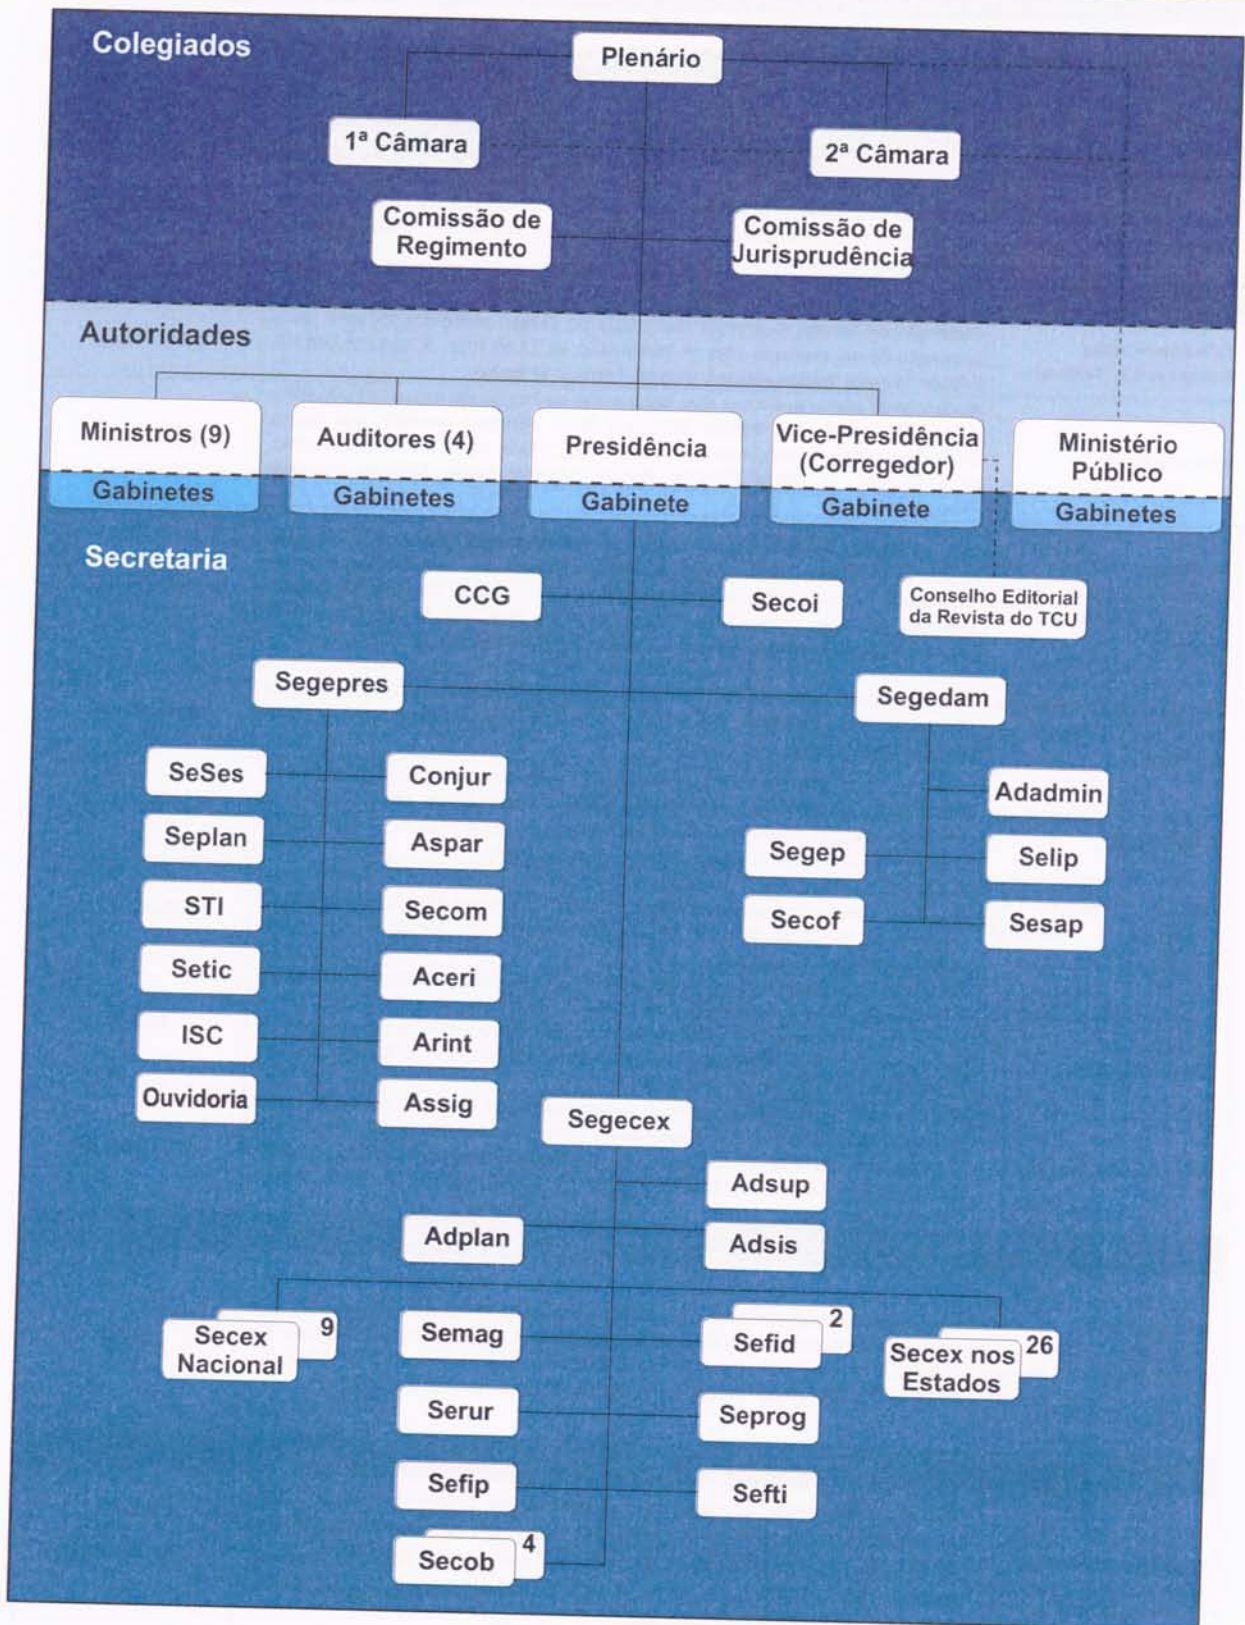 Colegiados
Plenário
1ª Câmara
2ª Câmara
Comissão de
Regimento
Comissão de
Jurisprudência
Autoridades
Ministros (9)
Gabinetes
Auditores (4)
Gabinetes
Presidência
Gabinete
Vice-Presidência
(Corregedor)
Gabinete
Ministério
Público
Gabinetes
Secretaria
CCG
Secoi
Conselho Editorial
da Revista do TCU
Segepres
Segedam
SeSes
Conjur
Adadmin
Seplan
Aspar
Segep
Selip
STI
Secom
Secof
Sesap
Setic
Aceri
ISC
Arint
Ouvidoria
Assig
Segecex
Adsup
Adplan
Adsis
Secex
Nacional
9
Semag
Sefid
2
Secex nos
Estados
26
Serur
Seprog
Sefip
Sefti
Secob
4